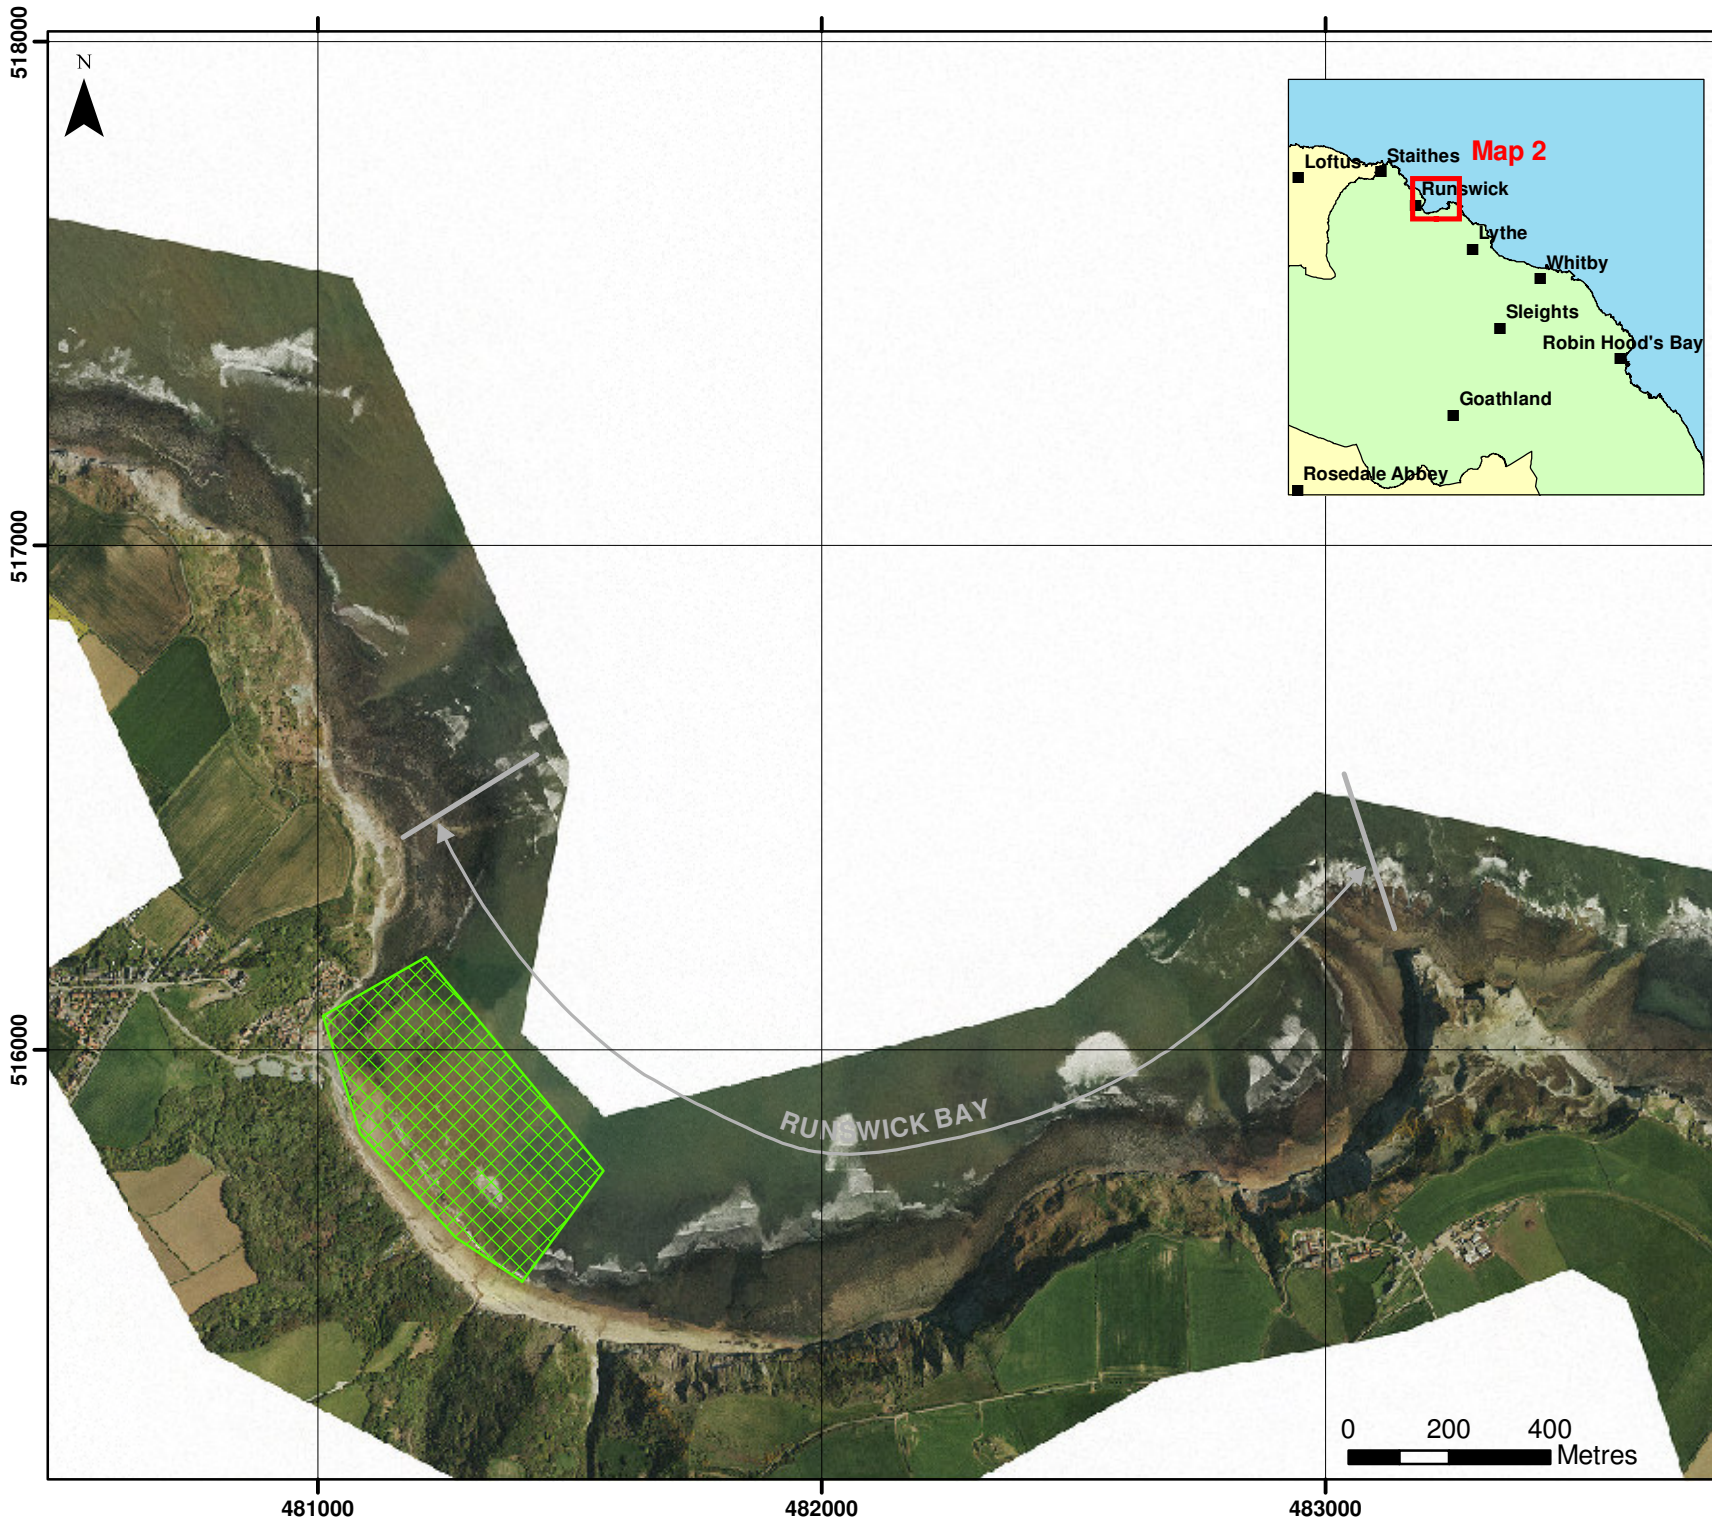 518000
N
Loftus
Staithes
Map 2
Runswick
Lythe
Whitby
Sleights
Robin Hood's Bay
Goathland
Rosedale Abbey
517000
516000
RUNSWICK BAY
0 200 400
Metres
481000 482000 483000